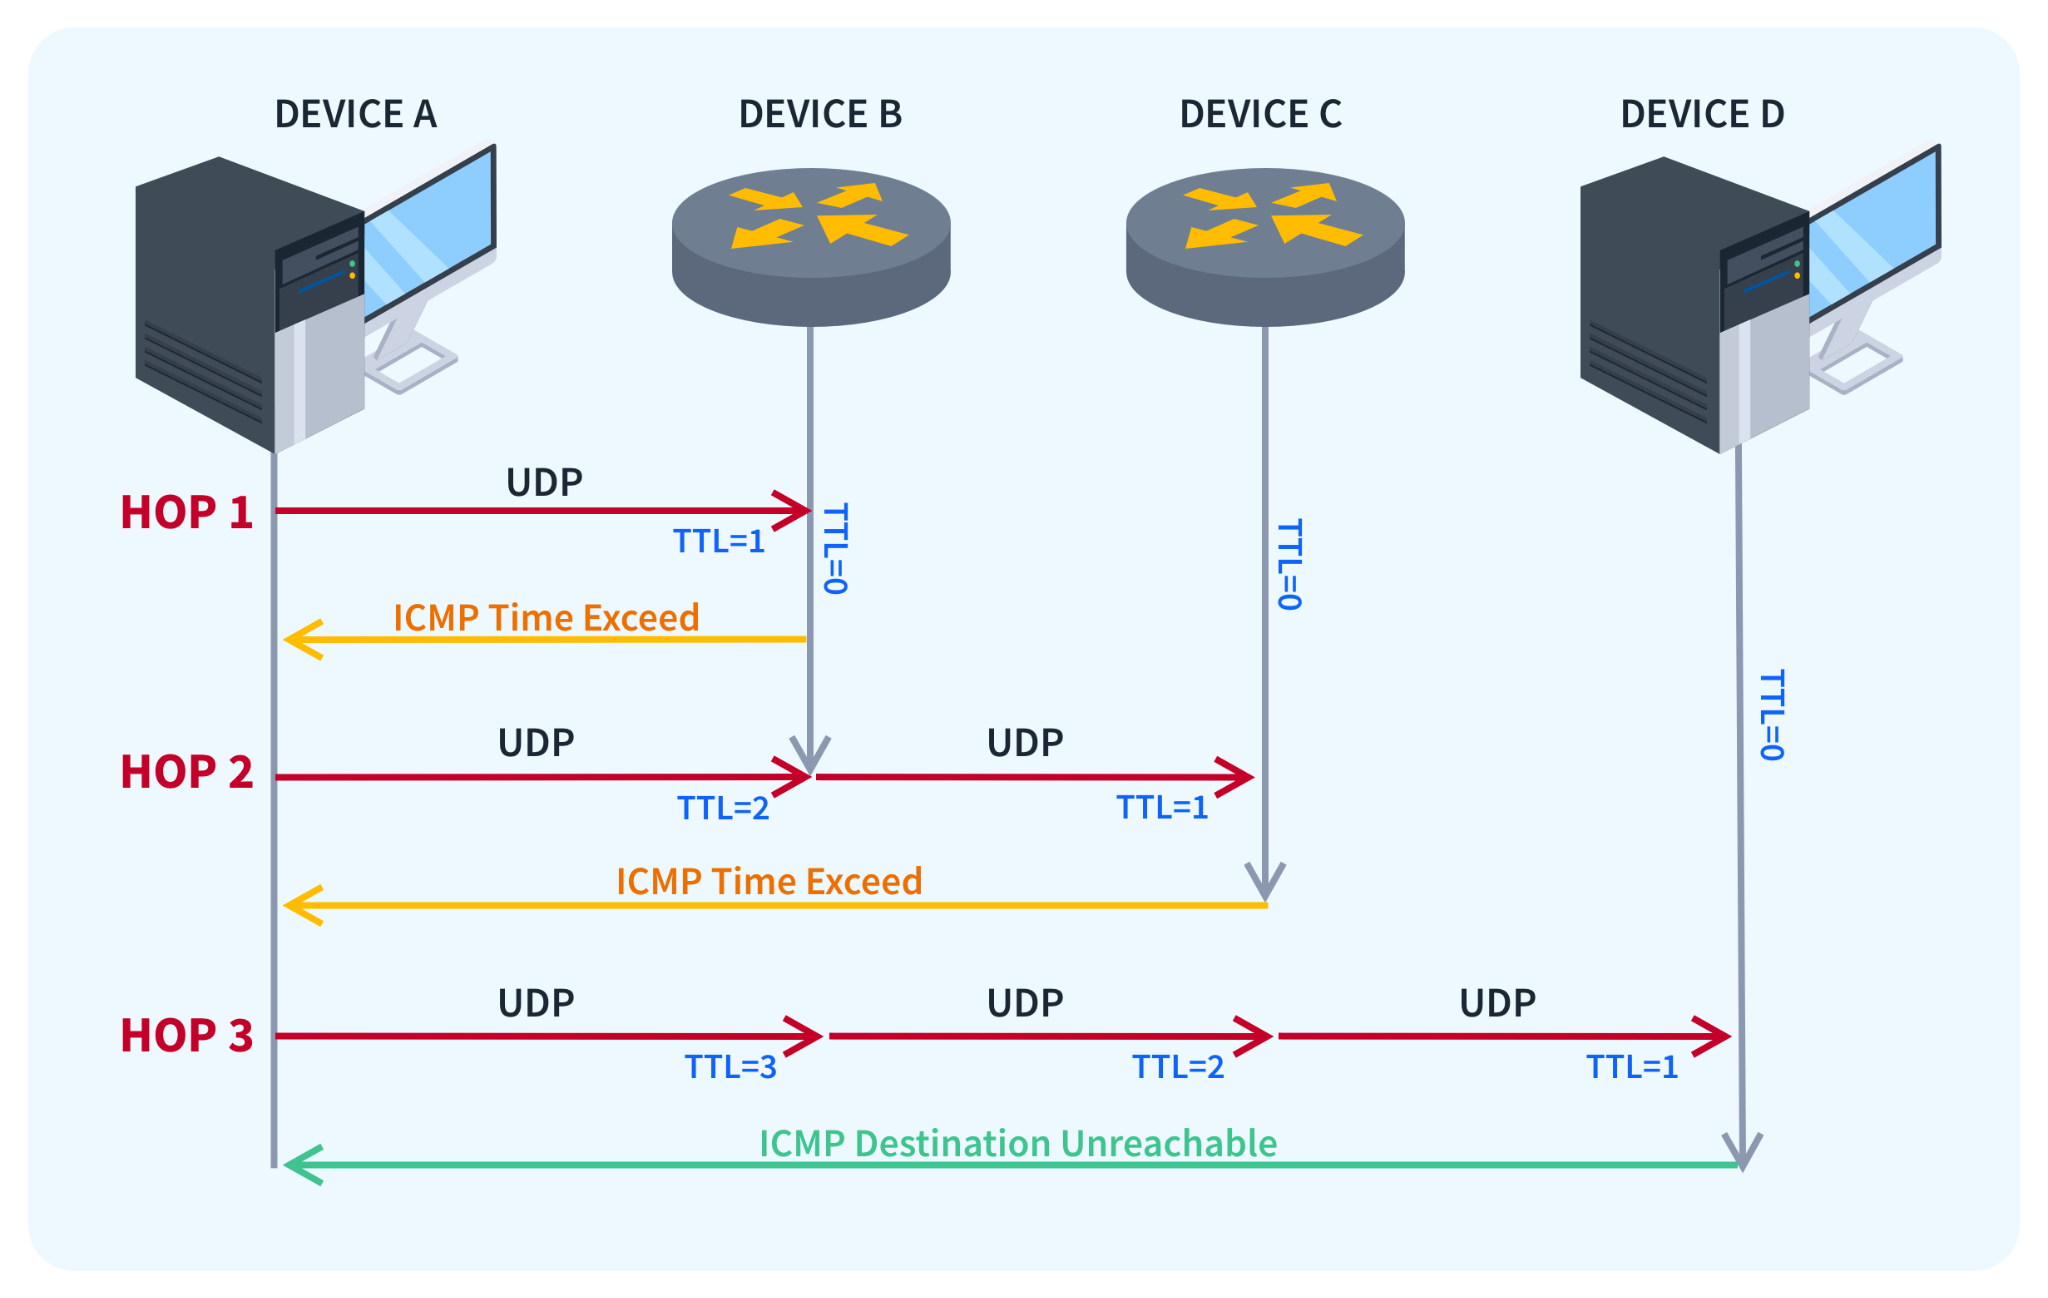 DEVICE A
DEVICE B
DEVICE C
DEVICE D
HOP 1
UDP
TTL=1
TTL=0
TTL=0
ICMP Time Exceed
TTL=0
HOP 2
UDP
TTL=2
UDP
TTL=1
ICMP Time Exceed
HOP 3
UDP
TTL=3
UDP
TTL=2
UDP
TTL=1
ICMP Destination Unreachable